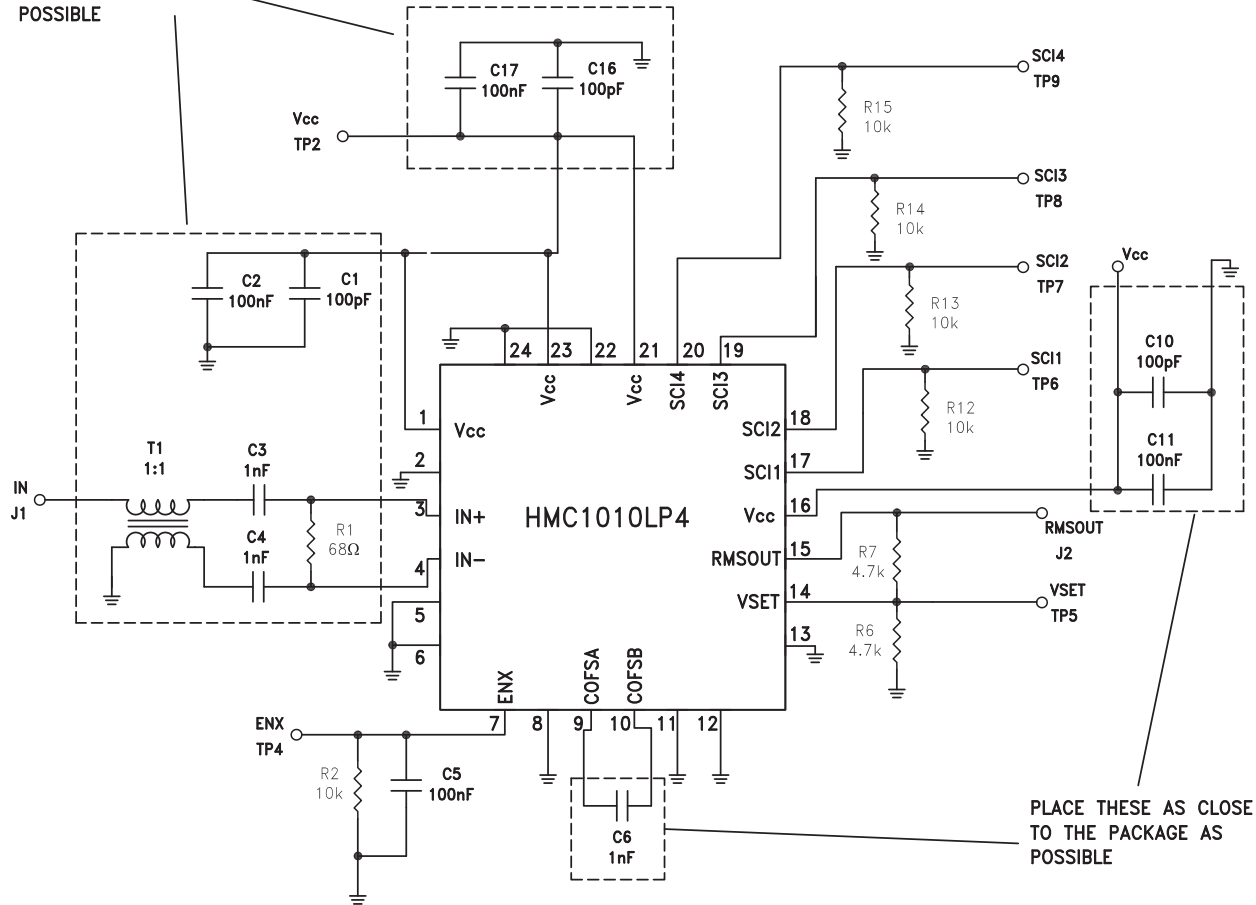 POSSIBLE
C17
100nF
C16
100pF
Vcc
TP2
SCI4
TP9
R15
10k
SCI3
TP8
R14
10k
SCI2
TP7
R13
10k
SCI1
TP6
R12
10k
Vcc
C10
100pF
C11
100nF
C2
100nF
C1
100pF
24
23
22
21
20
19
Vcc
Vcc
SCI4
SCI3
1
Vcc
2
3
IN+
4
IN-
5
6
HMC1010LP4
SCI2
18
SCI1
17
Vcc
16
RMSOUT
15
VSET
14
13
T1
1:1
C3
1nF
IN
J1
C4
1nF
R1
68Ω
RMSOUT
J2
R7
4.7k
VSET
TP5
R6
4.7k
ENX
COFSA
COFSB
7
8
9
10
11
12
ENX
TP4
R2
10k
C5
100nF
C6
1nF
PLACE THESE AS CLOSE
TO THE PACKAGE AS
POSSIBLE